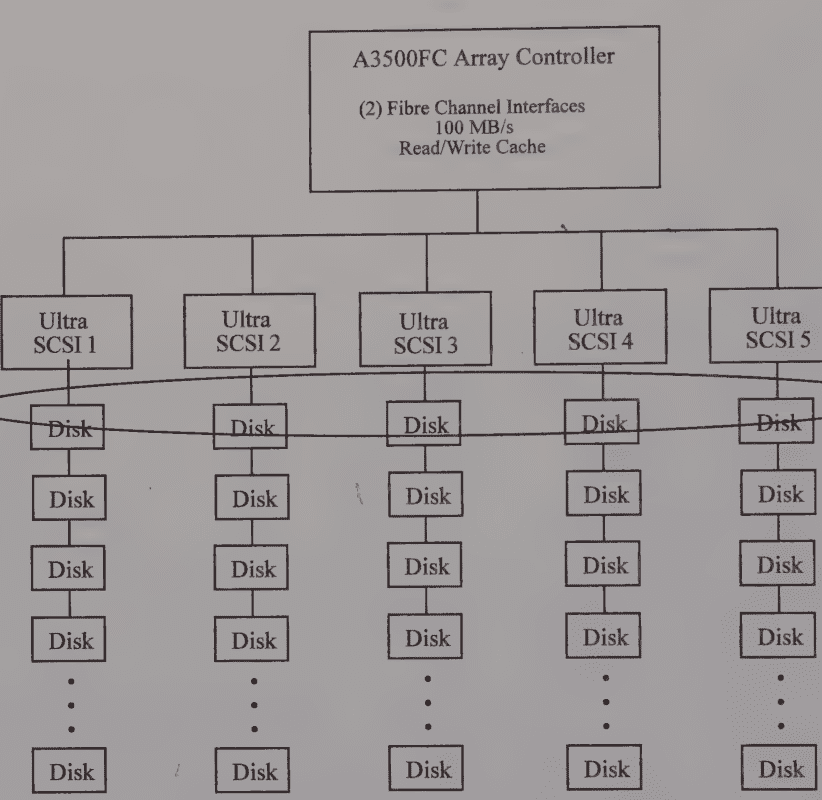 A3500FC Array Controller
(2) Fibre Channel Interfaces
100 MB/s
Read/Write Cache
Ultra
SCSI 1
Ultra
SCSI 2
Ultra
SCSI 3
Ultra
SCSI 4
Ultra
SCSI 5
Disk Disk Disk Disk Disk
Disk Disk Disk Disk Disk
Disk Disk Disk Disk Disk
Disk Disk Disk Disk Disk
Disk Disk Disk Disk Disk